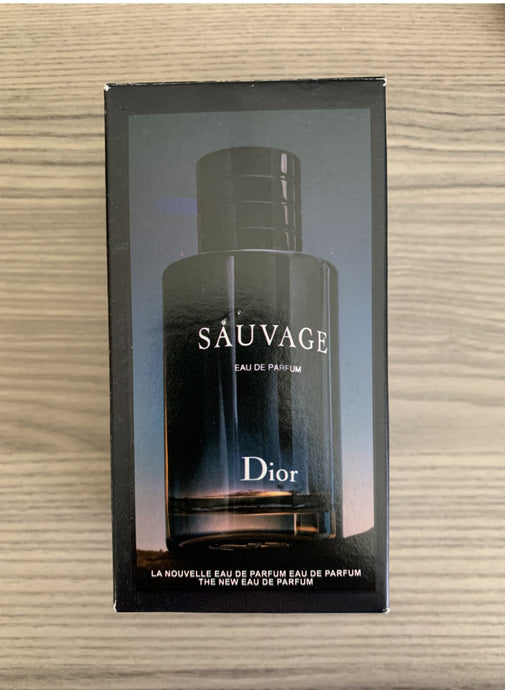 SAUVAGE
EAU DE PARFUM
Dior
LA NOUVELLE EAU DE PARFUM EAU DE PARFUM
THE NEW EAU DE PARFUM